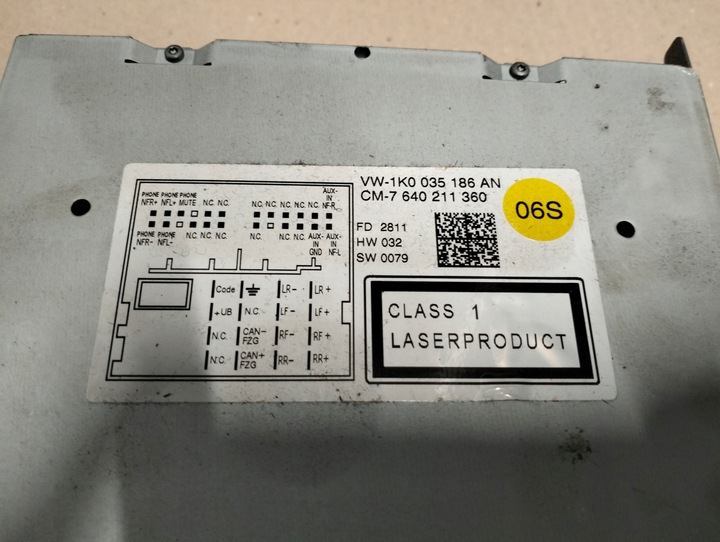 VW-1K0 035 186 AN
CM-7 640 211 360
06S
FD 2811
HW 032
SW 0079
CLASS 1
LASERPRODUCT
PHONE PHONE PHONE
NFR+ NFL+ MUTE N.C. N.C.
N.C. N.C. N.C. N.C. N.C. AUX- IN NF-R
PHONE PHONE
NFR- NFL- N.C. N.C. N.C.
N.C. N.C. N.C. AUX- IN GND AUX- IN NF-L
Code LR- LR+
+UB N.C. LF- LF+
N.C. CAN- FZG RF- RF+
N.C. CAN+ FZG RR- RR+